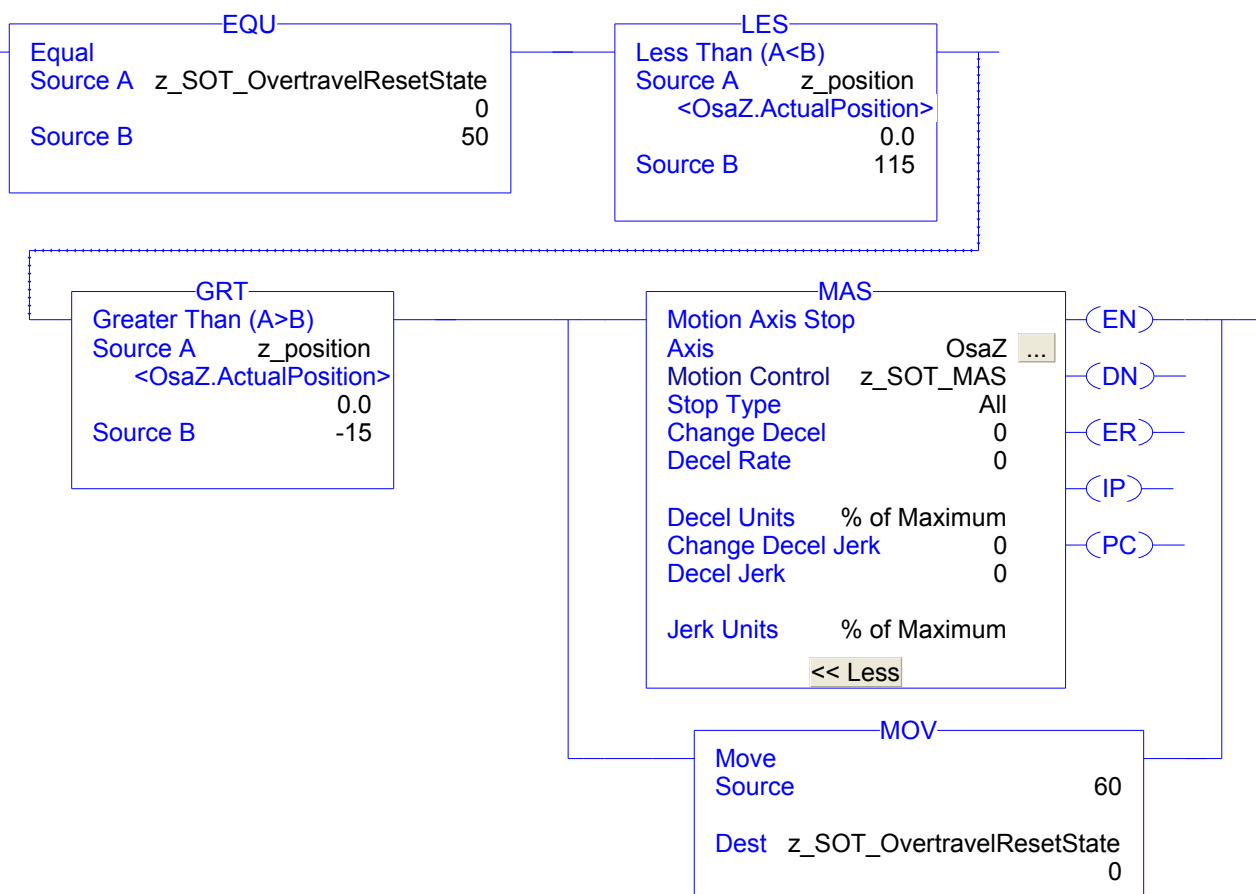 EQU
Equal
Source A z_SOT_OvertravelResetState
0
Source B 50
LES
Less Than (A<B)
Source A z_position
<OsaZ.ActualPosition>
0.0
Source B 115
GRT
Greater Than (A>B)
Source A z_position
<OsaZ.ActualPosition>
0.0
Source B -15
MAS
Motion Axis Stop
Axis OsaZ ...
Motion Control z_SOT_MAS
Stop Type All
Change Decel 0
Decel Rate 0
Decel Units % of Maximum
Change Decel Jerk 0
Decel Jerk 0
Jerk Units % of Maximum
<< Less
EN
DN
ER
IP
PC
MOV
Move
Source 60
Dest z_SOT_OvertravelResetState
0